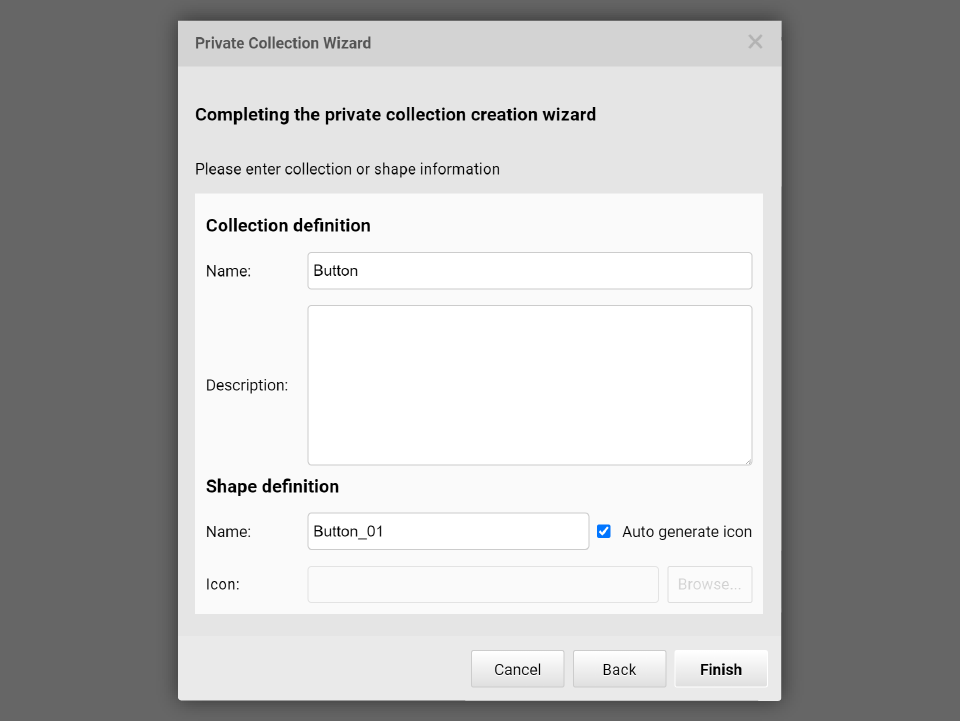 Private Collection Wizard
Completing the private collection creation wizard
Please enter collection or shape information
Collection definition
Name: Button
Description:
Shape definition
Name: Button_01 Auto generate icon
Icon: Browse...
Cancel Back Finish